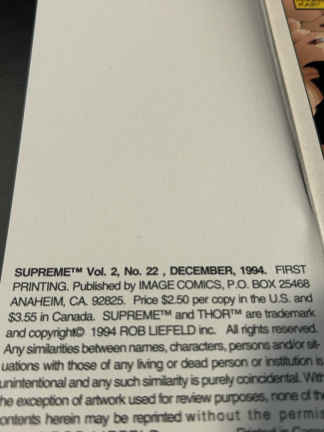 SUPREME™ Vol. 2, No. 22 , DECEMBER, 1994. FIRST
PRINTING. Published by IMAGE COMICS, P.O. BOX 25468
ANAHEIM, CA. 92825. Price $2.50 per copy in the U.S. and
$3.55 in Canada. SUPREME™ and THOR™ are trademark
and copyright© 1994 ROB LIEFELD inc. All rights reserved.
Any similarities between names, characters, persons and/or sit-
uations with those of any living or dead person or institution is
unintentional and any such similarity is purely coincidental. With
the exception of artwork used for review purposes, none of the
contents herein may be reprinted without the permis